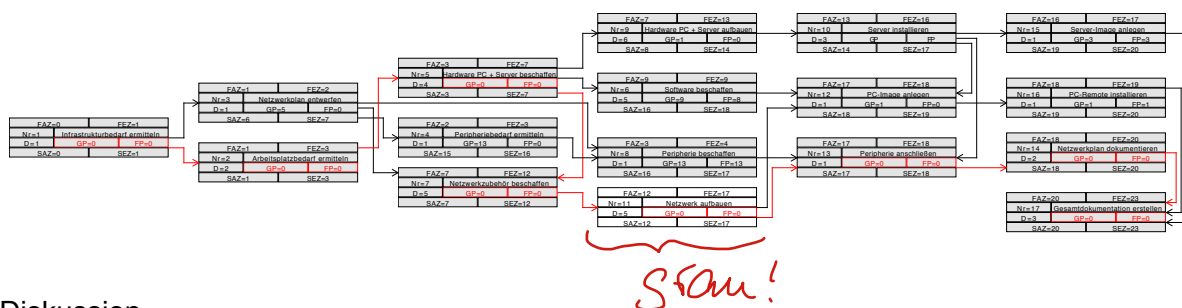 FAZ=0 FEZ=1
Nr=1 Infrastrukturbedarf ermitteln
D=1 GP=0 FP=0
SAZ=0 SEZ=1
FAZ=1 FEZ=2
Nr=3 Netzwerkplan entwerfen
D=1 GP=5 FP=0
SAZ=6 SEZ=7
FAZ=1 FEZ=3
Nr=2 Arbeitsplatzbedarf ermitteln
D=2 GP=0 FP=0
SAZ=1 SEZ=3
FAZ=3 FEZ=7
Nr=5 Hardware PC + Server beschaffen
D=4 GP=0 FP=0
SAZ=3 SEZ=7
FAZ=2 FEZ=3
Nr=4 Peripheriebedarf ermitteln
D=1 GP=13 FP=0
SAZ=15 SEZ=16
FAZ=7 FEZ=12
Nr=7 Netzwerkzubehör beschaffen
D=5 GP=0 FP=0
SAZ=7 SEZ=12
FAZ=7 FEZ=13
Nr=9 Hardware PC + Server aufbauen
D=6 GP=1 FP=0
SAZ=8 SEZ=14
FAZ=9 FEZ=9
Nr=6 Software beschaffen
D=5 GP=9 FP=8
SAZ=16 SEZ=18
FAZ=3 FEZ=4
Nr=8 Peripherie beschaffen
D=1 GP=13 FP=13
SAZ=16 SEZ=17
FAZ=12 FEZ=17
Nr=11 Netzwerk aufbauen
D=5 GP=0 FP=0
SAZ=12 SEZ=17
FAZ=13 FEZ=16
Nr=10 Server installieren
D=3 GP FP
SAZ=14 SEZ=17
FAZ=17 FEZ=18
Nr=12 PC-Image anlegen
D=1 GP=1 FP=0
SAZ=18 SEZ=19
FAZ=17 FEZ=18
Nr=13 Peripherie anschließen
D=1 GP=0 FP=0
SAZ=17 SEZ=18
FAZ=16 FEZ=17
Nr=15 Server-Image anlegen
D=1 GP=3 FP=3
SAZ=19 SEZ=20
FAZ=18 FEZ=19
Nr=16 PC-Remote installieren
D=1 GP=1 FP=1
SAZ=19 SEZ=20
FAZ=18 FEZ=20
Nr=14 Netzwerkplan dokumentieren
D=2 GP=0 FP=0
SAZ=18 SEZ=20
FAZ=20 FEZ=23
Nr=17 Gesamtdokumentation erstellen
D=3 GP=0 FP=0
SAZ=20 SEZ=23
Diskussion